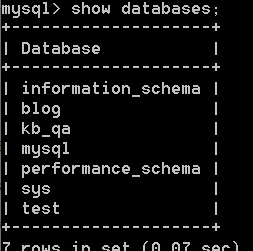 mysql> show databases;
+--------------------+
| Database           |
+--------------------+
| information_schema |
| blog               |
| kb_qa              |
| mysql              |
| performance_schema |
| sys                |
| test               |
+--------------------+
7 rows in set (0.07 sec)